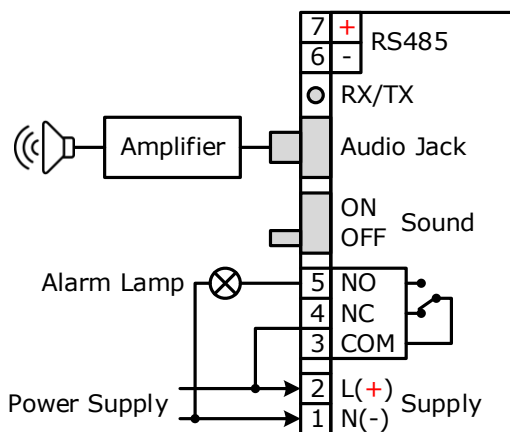 7 + RS485
6 -
RX/TX
Amplifier Audio Jack
ON Sound
OFF
Alarm Lamp 5 NO
4 NC
3 COM
2 L(+)
Power Supply Supply
1 N(-)